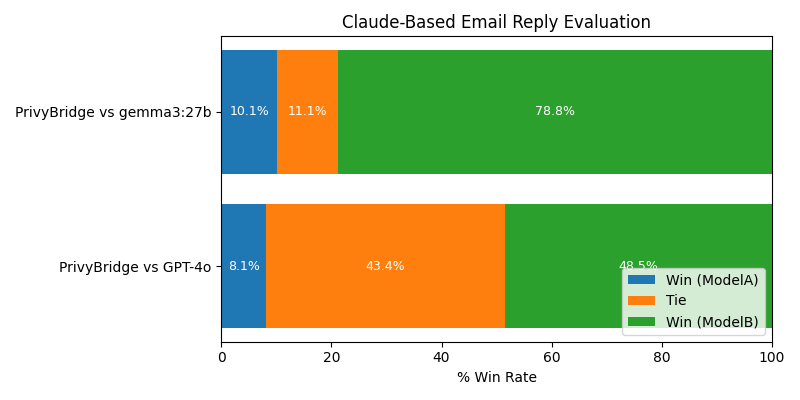 Claude-Based Email Reply Evaluation
PrivyBridge vs gemma3:27b
10.1%
11.1%
78.8%
PrivyBridge vs GPT-4o
8.1%
43.4%
48.5%
Win (ModelA)
Tie
Win (ModelB)
0
20
40
60
80
100
% Win Rate